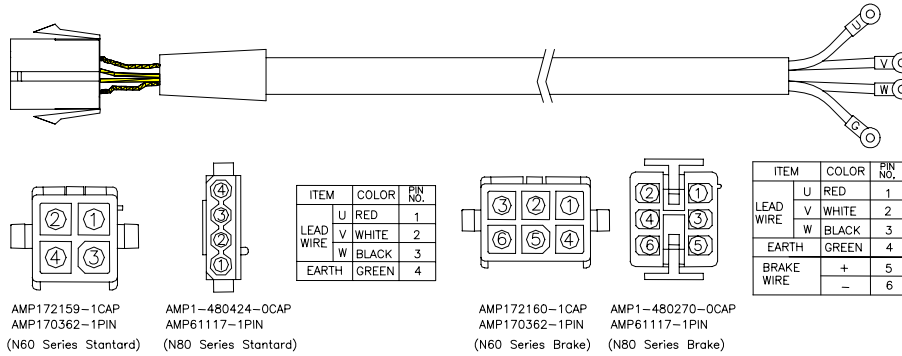 U
V
W
G
② ①
④ ③
④
③
②
①
ITEM COLOR PIN NO.
LEAD WIRE U RED 1
V WHITE 2
W BLACK 3
EARTH GREEN 4
③ ② ①
⑥ ⑤ ④
② ①
④ ③
⑥ ⑤
ITEM COLOR PIN NO.
LEAD WIRE U RED 1
V WHITE 2
W BLACK 3
EARTH GREEN 4
BRAKE WIRE + 5
− 6
AMP172159-1CAP
AMP170362-1PIN
(N60 Series Stantard)
AMP1-480424-0CAP
AMP61117-1PIN
(N80 Series Stantard)
AMP172160-1CAP
AMP170362-1PIN
(N60 Series Brake)
AMP1-480270-0CAP
AMP61117-1PIN
(N80 Series Brake)